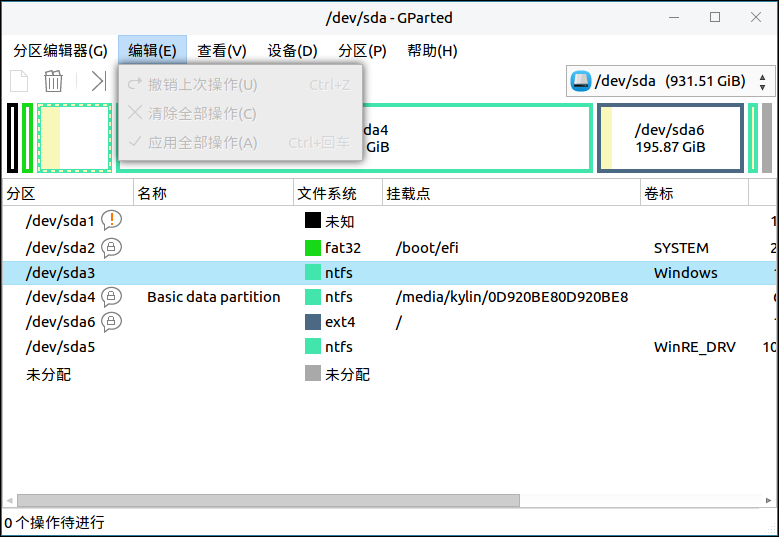 /dev/sda - GParted
分区编辑器(G) 编辑(E) 查看(V) 设备(D) 分区(P) 帮助(H)
撤销上次操作(U) Ctrl+Z
清除全部操作(C)
应用全部操作(A) Ctrl+回车
/dev/sda (931.51 GiB)
da4
GiB
/dev/sda6
195.87 GiB
分区 名称 文件系统 挂载点 卷标
/dev/sda1 未知 1
/dev/sda2 fat32 /boot/efi SYSTEM 2
/dev/sda3 ntfs Windows 1
/dev/sda4 Basic data partition ntfs /media/kylin/0D920BE80D920BE8
/dev/sda6 ext4 /
/dev/sda5 ntfs WinRE_DRV 10
未分配 未分配
0 个操作待进行